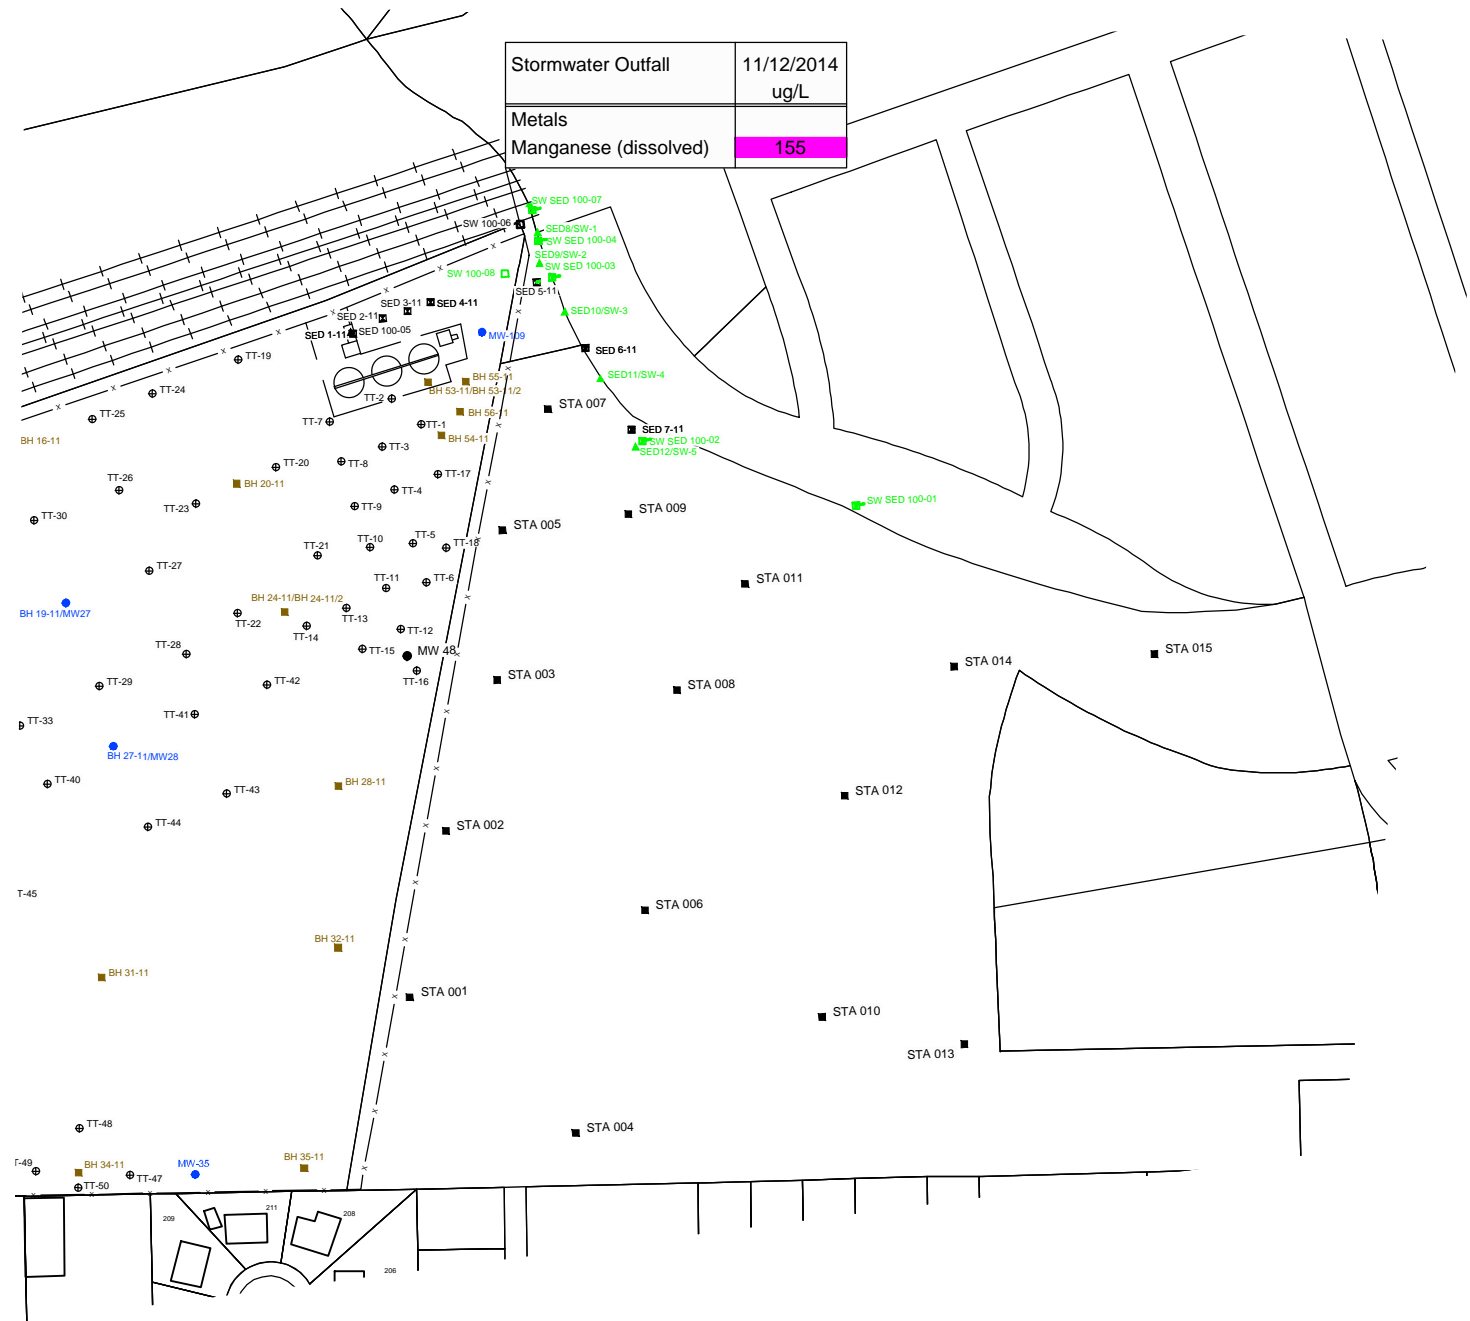 Stormwater Outfall 11/12/2014
ug/L
Metals
Manganese (dissolved) 155
SW SED 100-07
SW 100-06
SED8/SW-1
SW SED 100-04
SED9/SW-2
SW SED 100-03
SW 100-08
SED 5-11
SED 3-11
SED 4-11
SED 2-11
SED10/SW-3
SED 1-11
SED 100-05
MW-109
SED 6-11
TT-19
SED11/SW-4
BH 55-11
BH 53-11/BH 53-11/2
TT-24
TT-2
STA 007
BH 56-11
TT-25
TT-7
TT-1
SED 7-11
BH 16-11
BH 54-11
SW SED 100-02
TT-3
SED12/SW-5
TT-8
TT-20
TT-17
BH 20-11
TT-26
TT-4
SW SED 100-01
TT-23
TT-9
STA 009
TT-30
STA 005
TT-10
TT-5
TT-18
TT-21
TT-27
STA 011
TT-6
TT-11
BH 24-11/BH 24-11/2
BH 19-11/MW27
TT-13
TT-22
TT-12
TT-14
TT-28
TT-15
MW 48
STA 015
STA 014
TT-16
STA 003
TT-29
TT-42
STA 008
TT-41
TT-33
BH 27-11/MW28
TT-40
BH 28-11
TT-43
STA 012
TT-44
STA 002
T-45
STA 006
BH 32-11
BH 31-11
STA 001
STA 010
STA 013
TT-48
STA 004
BH 35-11
T-49
BH 34-11
MW-35
TT-47
TT-50
211
209
208
206